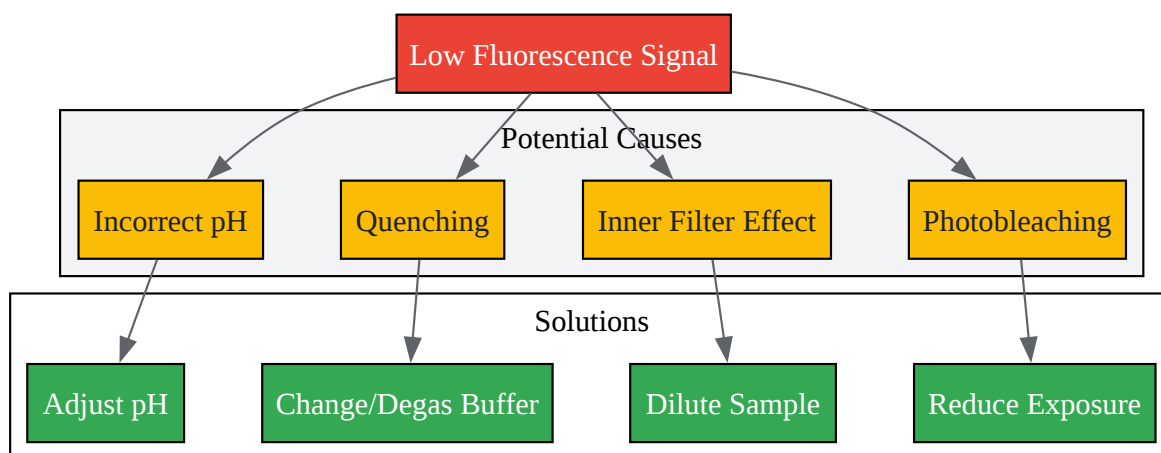 Low Fluorescence Signal
Potential Causes
Incorrect pH
Quenching
Inner Filter Effect
Photobleaching
Solutions
Adjust pH
Change/Degas Buffer
Dilute Sample
Reduce Exposure